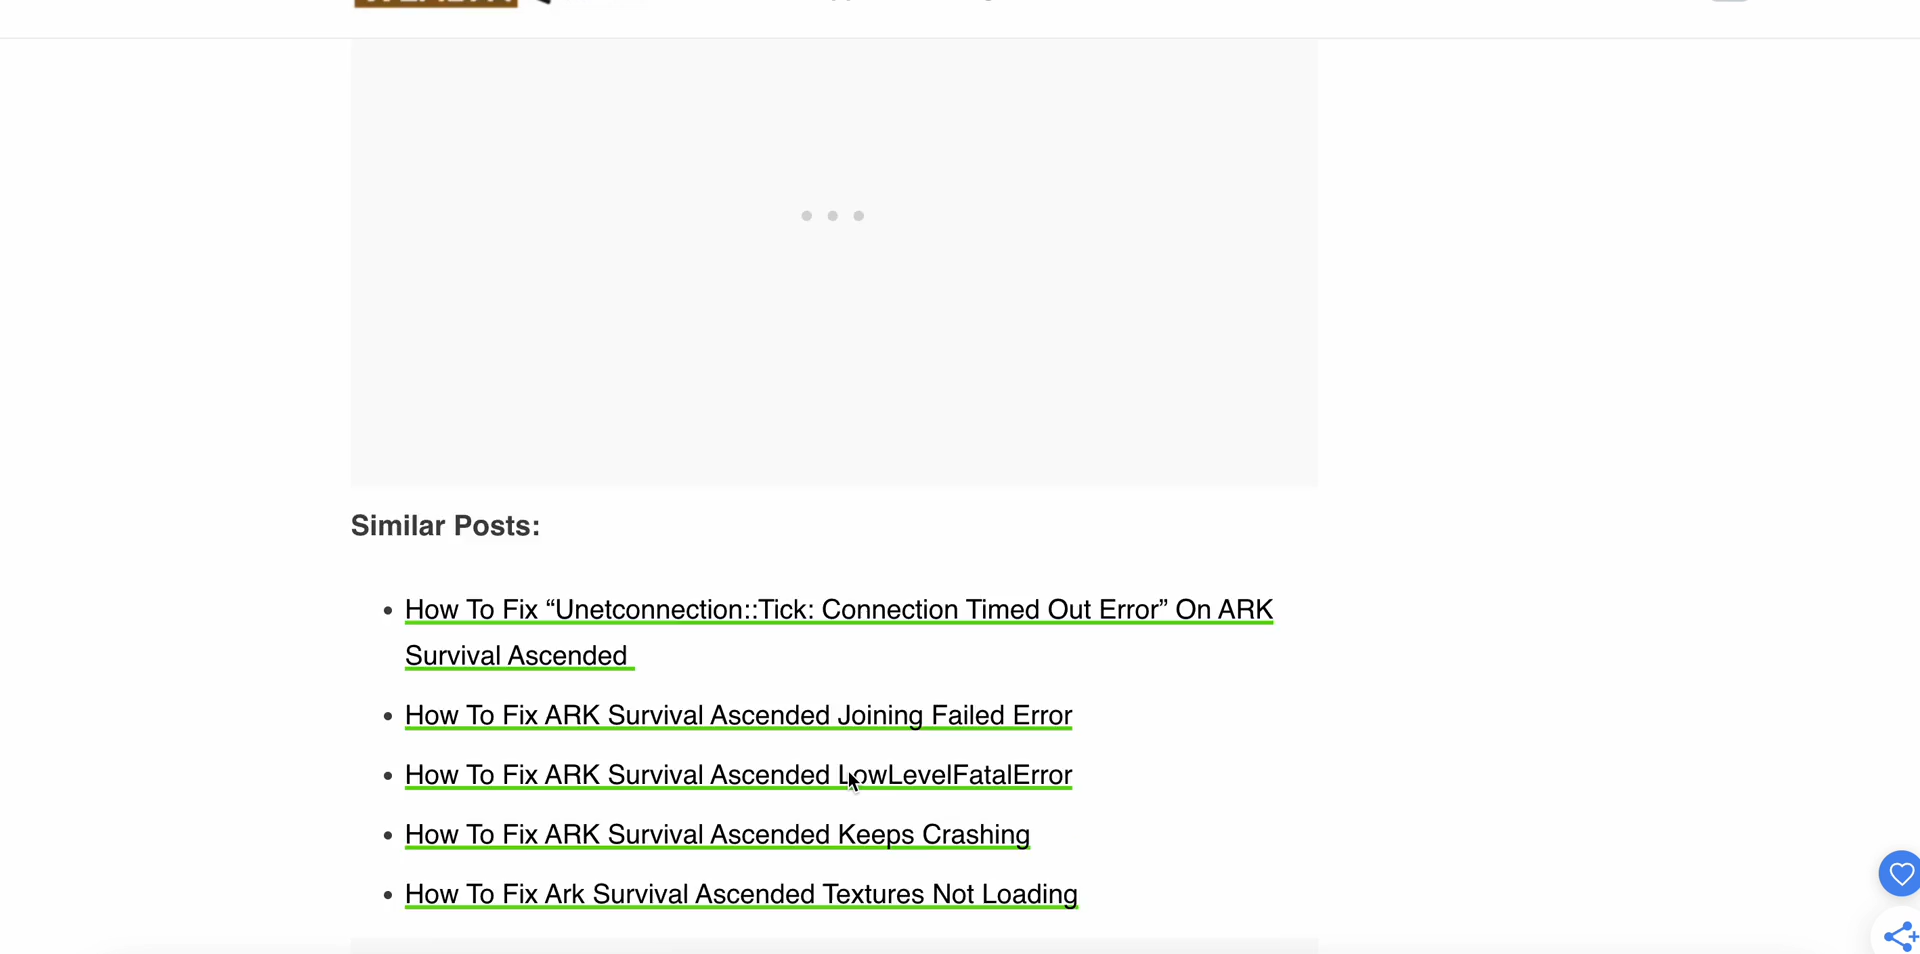 Similar Posts:
How To Fix “Unetconnection::Tick: Connection Timed Out Error” On ARK
Survival Ascended
How To Fix ARK Survival Ascended Joining Failed Error
How To Fix ARK Survival Ascended LowLevelFatalError
How To Fix ARK Survival Ascended Keeps Crashing
How To Fix Ark Survival Ascended Textures Not Loading